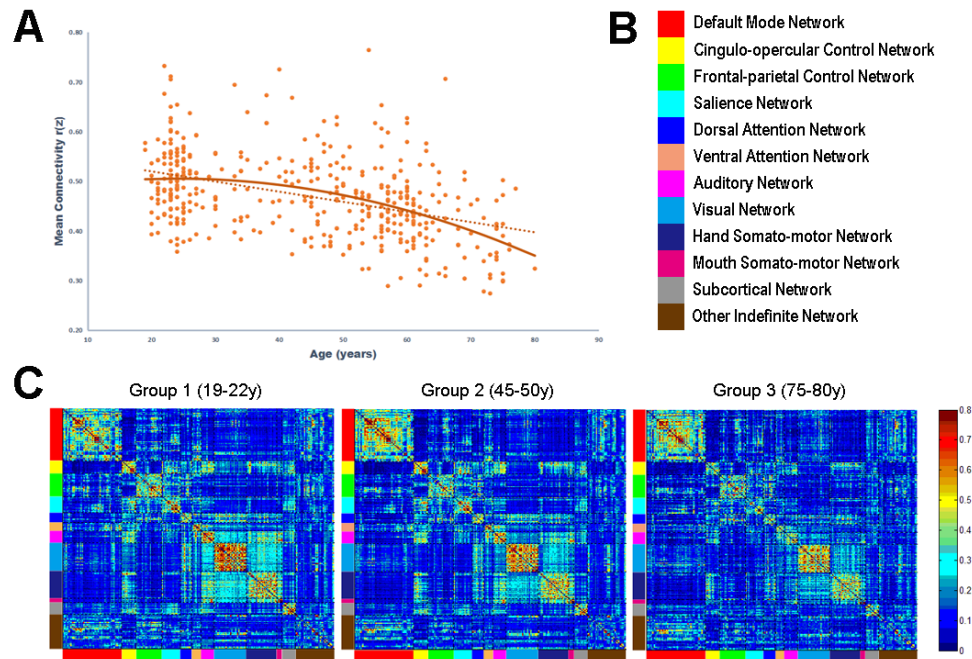 A
B
0.80
0.70
0.60
0.50
0.40
0.30
0.20
Mean Connectivity r(z)
10
20
30
40
50
60
70
80
90
Age (years)
Default Mode Network
Cingulo-opercular Control Network
Frontal-parietal Control Network
Salience Network
Dorsal Attention Network
Ventral Attention Network
Auditory Network
Visual Network
Hand Somato-motor Network
Mouth Somato-motor Network
Subcortical Network
Other Indefinite Network
C
Group 1 (19-22y)
Group 2 (45-50y)
Group 3 (75-80y)
0.8
0.7
0.6
0.5
0.4
0.3
0.2
0.1
0